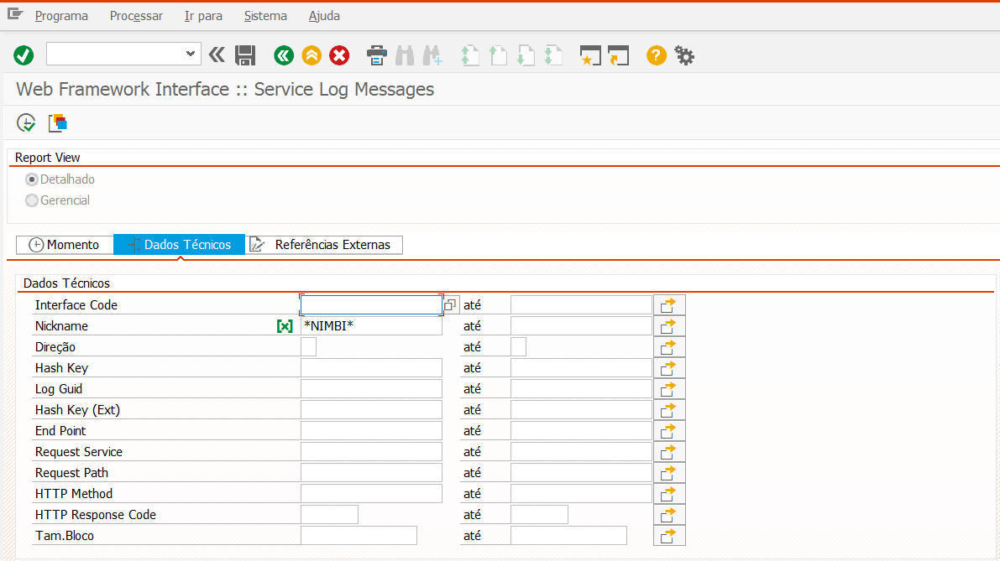 Programa Processar Ir para Sistema Ajuda
Web Framework Interface :: Service Log Messages
Report View
Detalhado
Gerencial
Momento Dados Técnicos Referências Externas
Dados Técnicos
Interface Code até
Nickname *NIMBI* até
Direção até
Hash Key até
Log Guid até
Hash Key (Ext) até
End Point até
Request Service até
Request Path até
HTTP Method até
HTTP Response Code até
Tam.Bloco até